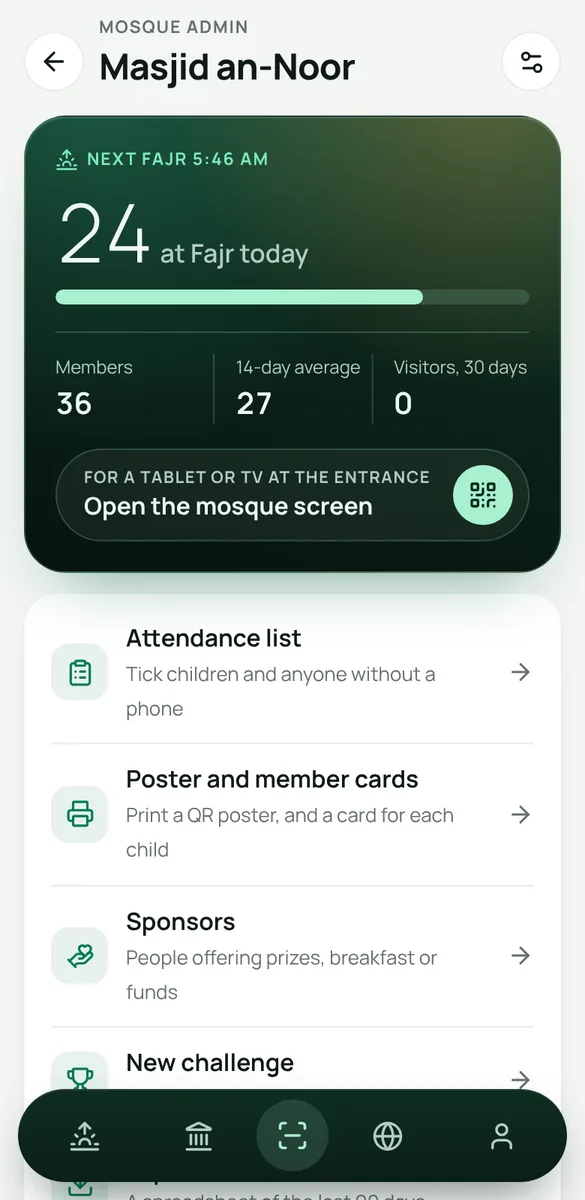 MOSQUE ADMIN
Masjid an-Noor
NEXT FAJR 5:46 AM
24 at Fajr today
Members
36
14-day average
27
Visitors, 30 days
0
FOR A TABLET OR TV AT THE ENTRANCE
Open the mosque screen
Attendance list
Tick children and anyone without a
phone
Poster and member cards
Print a QR poster, and a card for each
child
Sponsors
People offering prizes, breakfast or
funds
New challenge